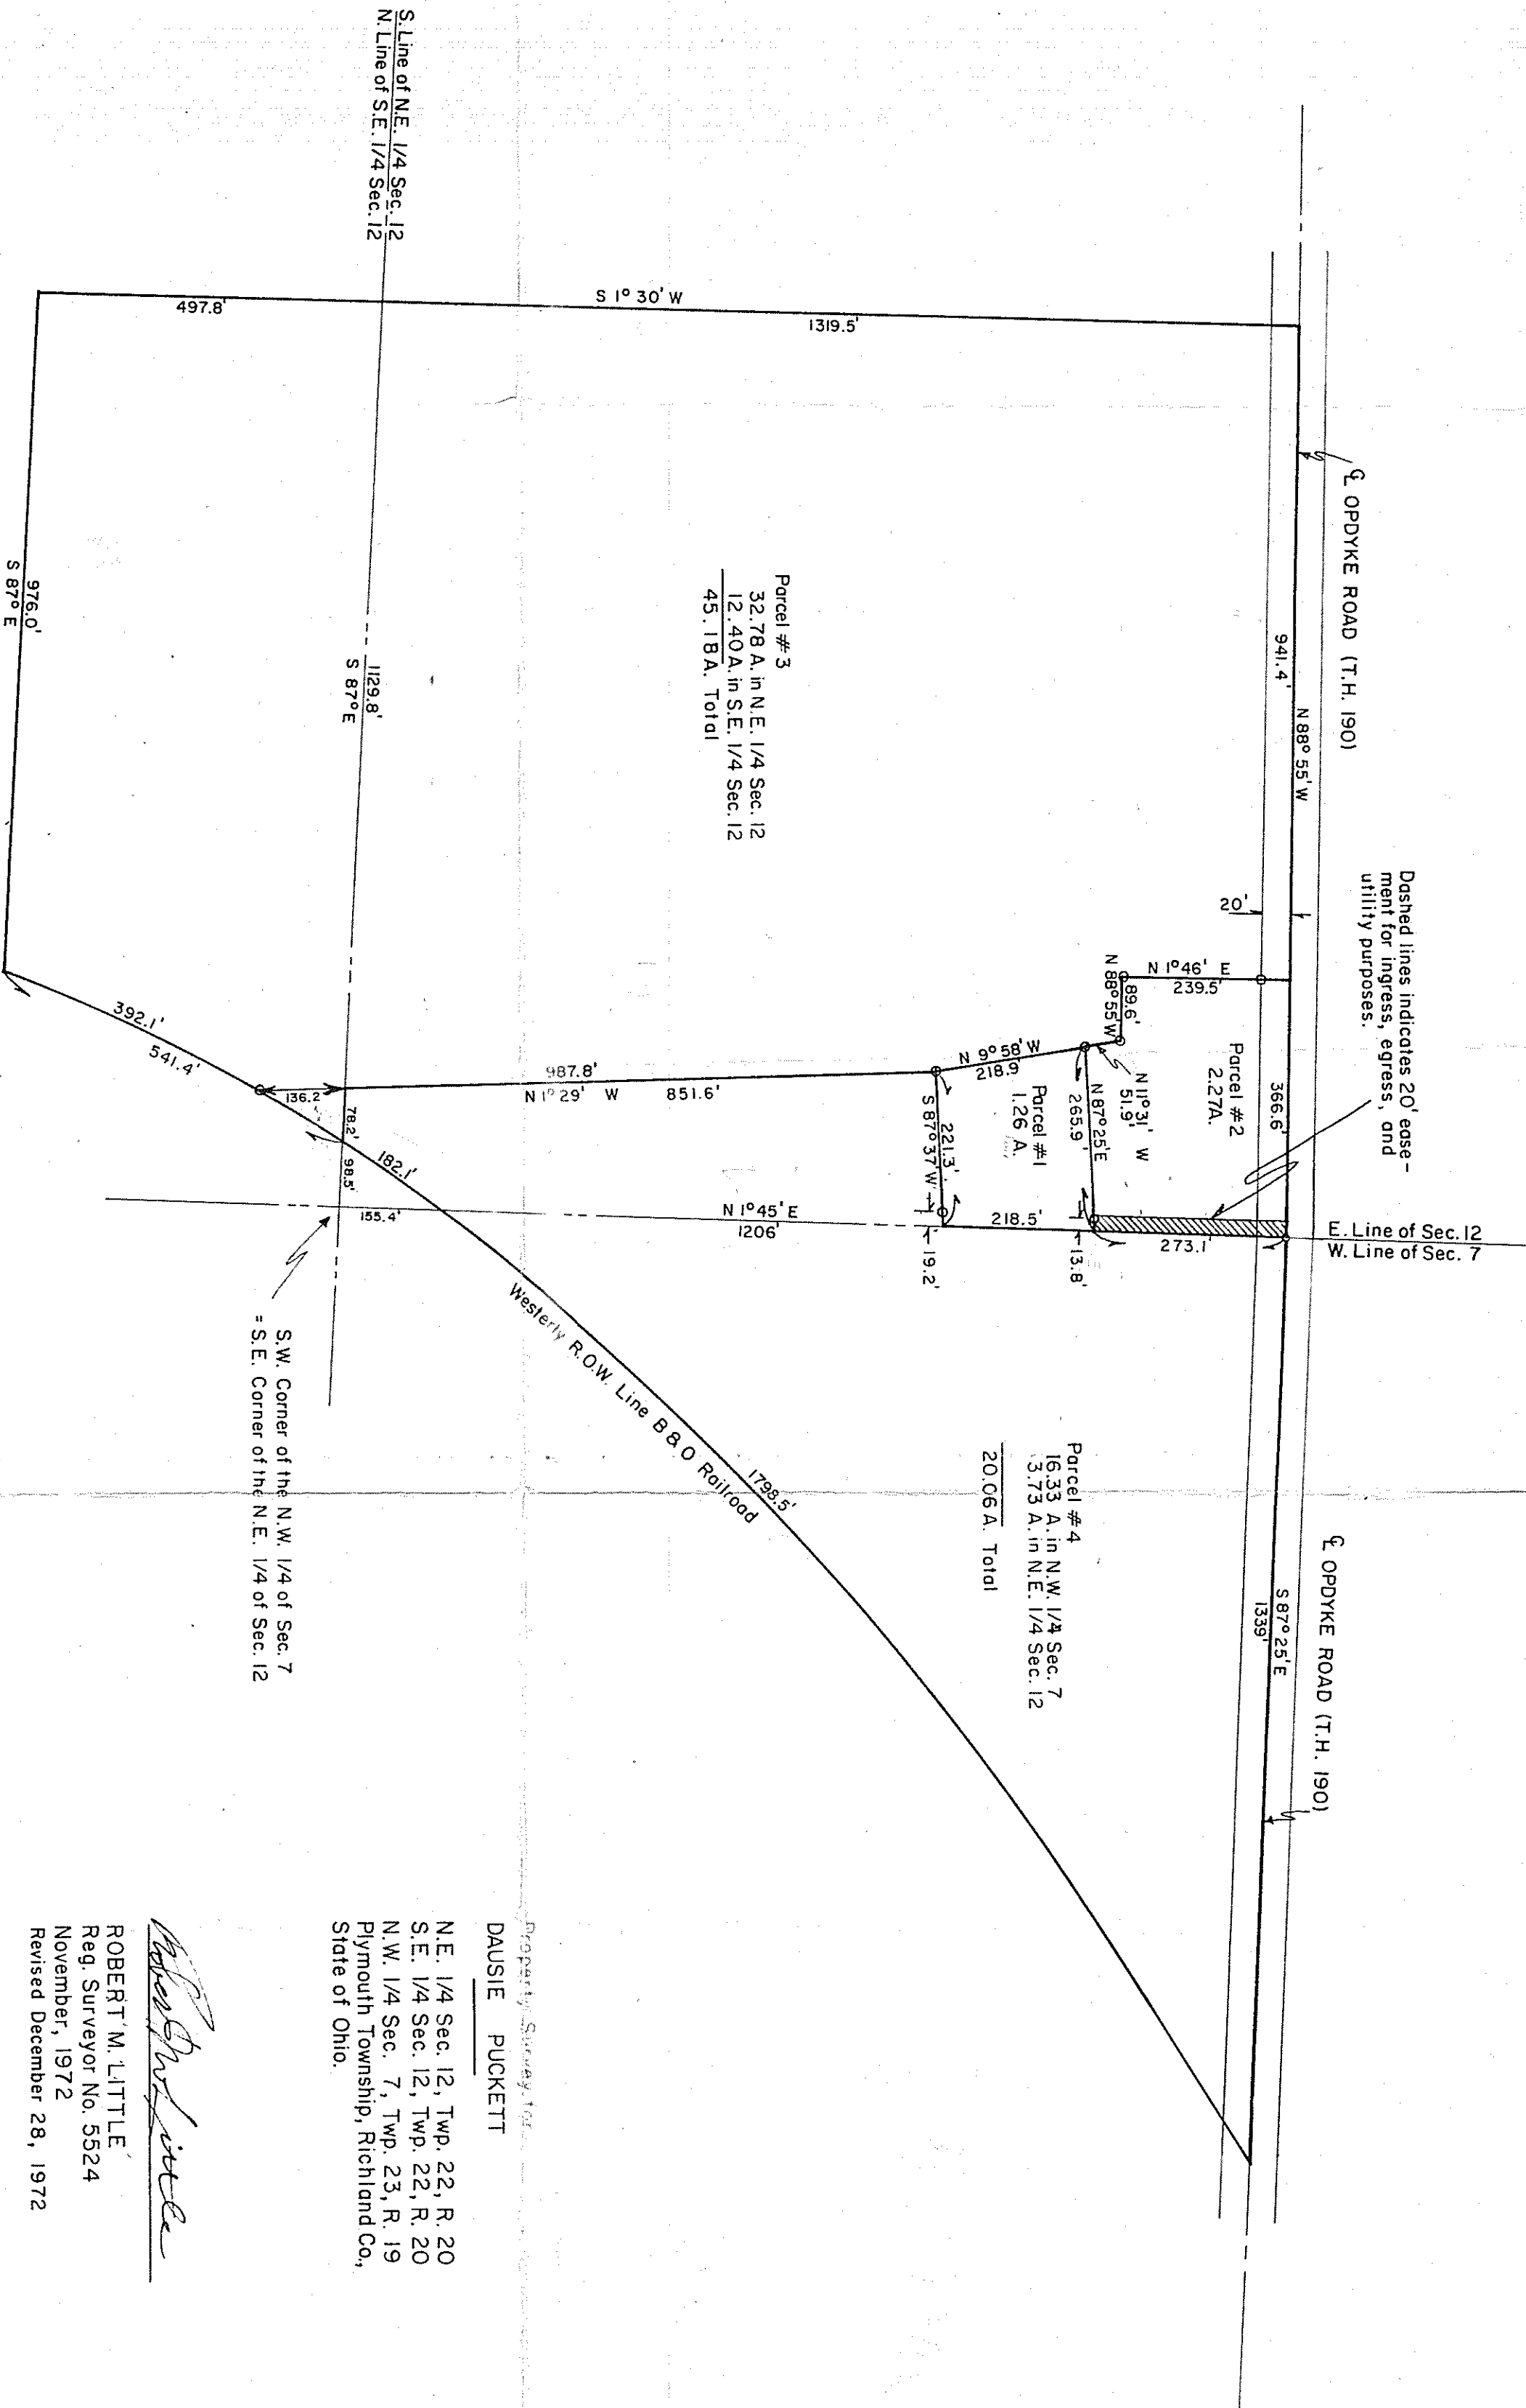 ℄ OPDYKE ROAD (T.H. 190)
N 88° 55' W
941.4'
Dashed lines indicates 20' ease-
ment for ingress, egress, and
utility purposes.
20'
366.6'
E. Line of Sec. 12
W. Line of Sec. 7
℄ OPDYKE ROAD (T.H. 190)
S 87° 25' E
1339'
N 1° 46' E
239.5'
Parcel #2
2.27A.
89.6'
N 88° 55' W
N 11° 31' W
51.9'
273.1'
N 87° 25' E
265.9'
13.8'
N 9° 58' W
218.9'
Parcel #1
1.26 A.
218.5'
221.3'
S 87° 37' W
19.2'
S 1° 30' W
1319.5'
497.8'
Parcel #3
32.78 A. in N.E. 1/4 Sec. 12
12.40 A. in S.E. 1/4 Sec. 12
45.18 A. Total
Parcel #4
16.33 A. in N.W. 1/4 Sec. 7
3.73 A. in N.E. 1/4 Sec. 12
20.06 A. Total
987.8'
N 1° 29' W 851.6'
N 1° 45' E
1206'
1798.5'
Westerly R.O.W. Line B & O Railroad
S. Line of N.E. 1/4 Sec. 12
N. Line of S.E. 1/4 Sec. 12
1129.8'
S 87° E
78.2'
98.5'
182.1'
155.4'
136.2'
392.1'
541.4'
976.0'
S 87° E
S.W. Corner of the N.W. 1/4 of Sec. 7
= S.E. Corner of the N.E. 1/4 of Sec. 12
Property Survey for
DAUSIE PUCKETT
N.E. 1/4 Sec. 12, Twp. 22, R. 20
S.E. 1/4 Sec. 12, Twp. 22, R. 20
N.W. 1/4 Sec. 7, Twp. 23, R. 19
Plymouth Township, Richland Co.,
State of Ohio.
Robert M. Little
ROBERT M. LITTLE
Reg. Surveyor No. 5524
November, 1972
Revised December 28, 1972